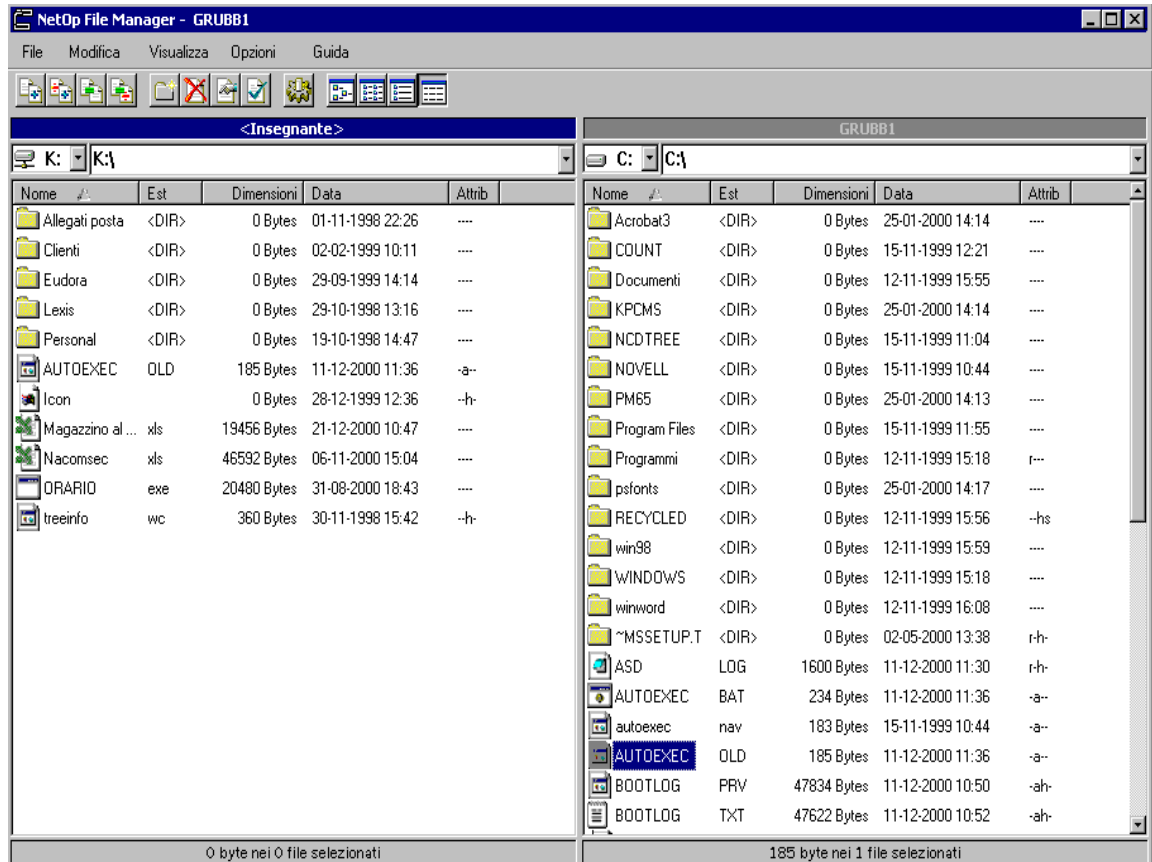 NetOp File Manager - GRUBB1
File Modifica Visualizza Opzioni Guida
<Insegnante>
K: K:\
Nome Est Dimensioni Data Attrib
Allegati posta <DIR> 0 Bytes 01-11-1998 22:26 ----
Clienti <DIR> 0 Bytes 02-02-1999 10:11 ----
Eudora <DIR> 0 Bytes 29-09-1999 14:14 ----
Lexis <DIR> 0 Bytes 29-10-1998 13:16 ----
Personal <DIR> 0 Bytes 19-10-1998 14:47 ----
AUTOEXEC OLD 185 Bytes 11-12-2000 11:36 -a--
Icon 0 Bytes 28-12-1999 12:36 --h-
Magazzino al ... xls 19456 Bytes 21-12-2000 10:47 ----
Nacomsec xls 46592 Bytes 06-11-2000 15:04 ----
ORARIO exe 20480 Bytes 31-08-2000 18:43 ----
treeinfo wc 360 Bytes 30-11-1998 15:42 --h-
0 byte nei 0 file selezionati
GRUBB1
C: C:\
Nome Est Dimensioni Data Attrib
Acrobat3 <DIR> 0 Bytes 25-01-2000 14:14 ----
COUNT <DIR> 0 Bytes 15-11-1999 12:21 ----
Documenti <DIR> 0 Bytes 12-11-1999 15:55 ----
KPCMS <DIR> 0 Bytes 25-01-2000 14:14 ----
NCDTREE <DIR> 0 Bytes 15-11-1999 11:04 ----
NOVELL <DIR> 0 Bytes 15-11-1999 10:44 ----
PM65 <DIR> 0 Bytes 25-01-2000 14:13 ----
Program Files <DIR> 0 Bytes 15-11-1999 11:55 ----
Programmi <DIR> 0 Bytes 12-11-1999 15:18 r---
psfonts <DIR> 0 Bytes 25-01-2000 14:17 ----
RECYCLED <DIR> 0 Bytes 12-11-1999 15:56 --hs
win98 <DIR> 0 Bytes 12-11-1999 15:59 ----
WINDOWS <DIR> 0 Bytes 12-11-1999 15:18 ----
winword <DIR> 0 Bytes 12-11-1999 16:08 ----
~MSSETUP.T <DIR> 0 Bytes 02-05-2000 13:38 r-h-
ASD LOG 1600 Bytes 11-12-2000 11:30 r-h-
AUTOEXEC BAT 234 Bytes 11-12-2000 11:36 -a--
autoexec nav 183 Bytes 15-11-1999 10:44 -a--
AUTOEXEC OLD 185 Bytes 11-12-2000 11:36 -a--
BOOTLOG PRV 47834 Bytes 11-12-2000 10:50 -ah-
BOOTLOG TXT 47622 Bytes 11-12-2000 10:52 -ah-
185 byte nei 1 file selezionati